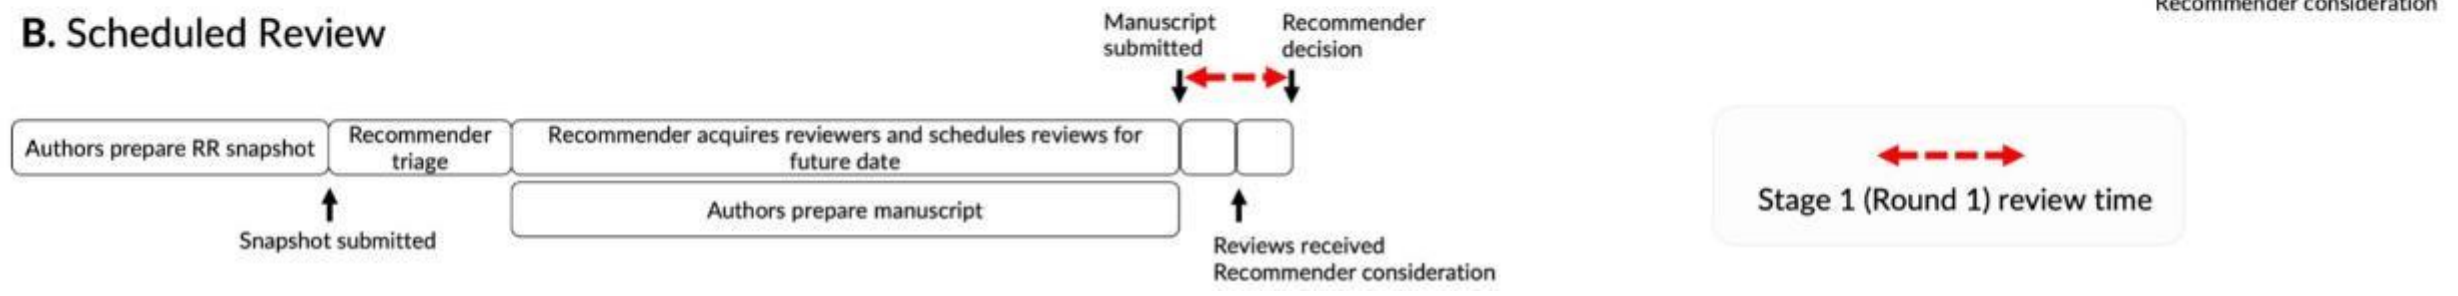 Recommender consideration
B. Scheduled Review
Manuscript
submitted
Recommender
decision
Authors prepare RR snapshot
Recommender
triage
Recommender acquires reviewers and schedules reviews for
future date
Authors prepare manuscript
Snapshot submitted
Reviews received
Recommender consideration
Stage 1 (Round 1) review time